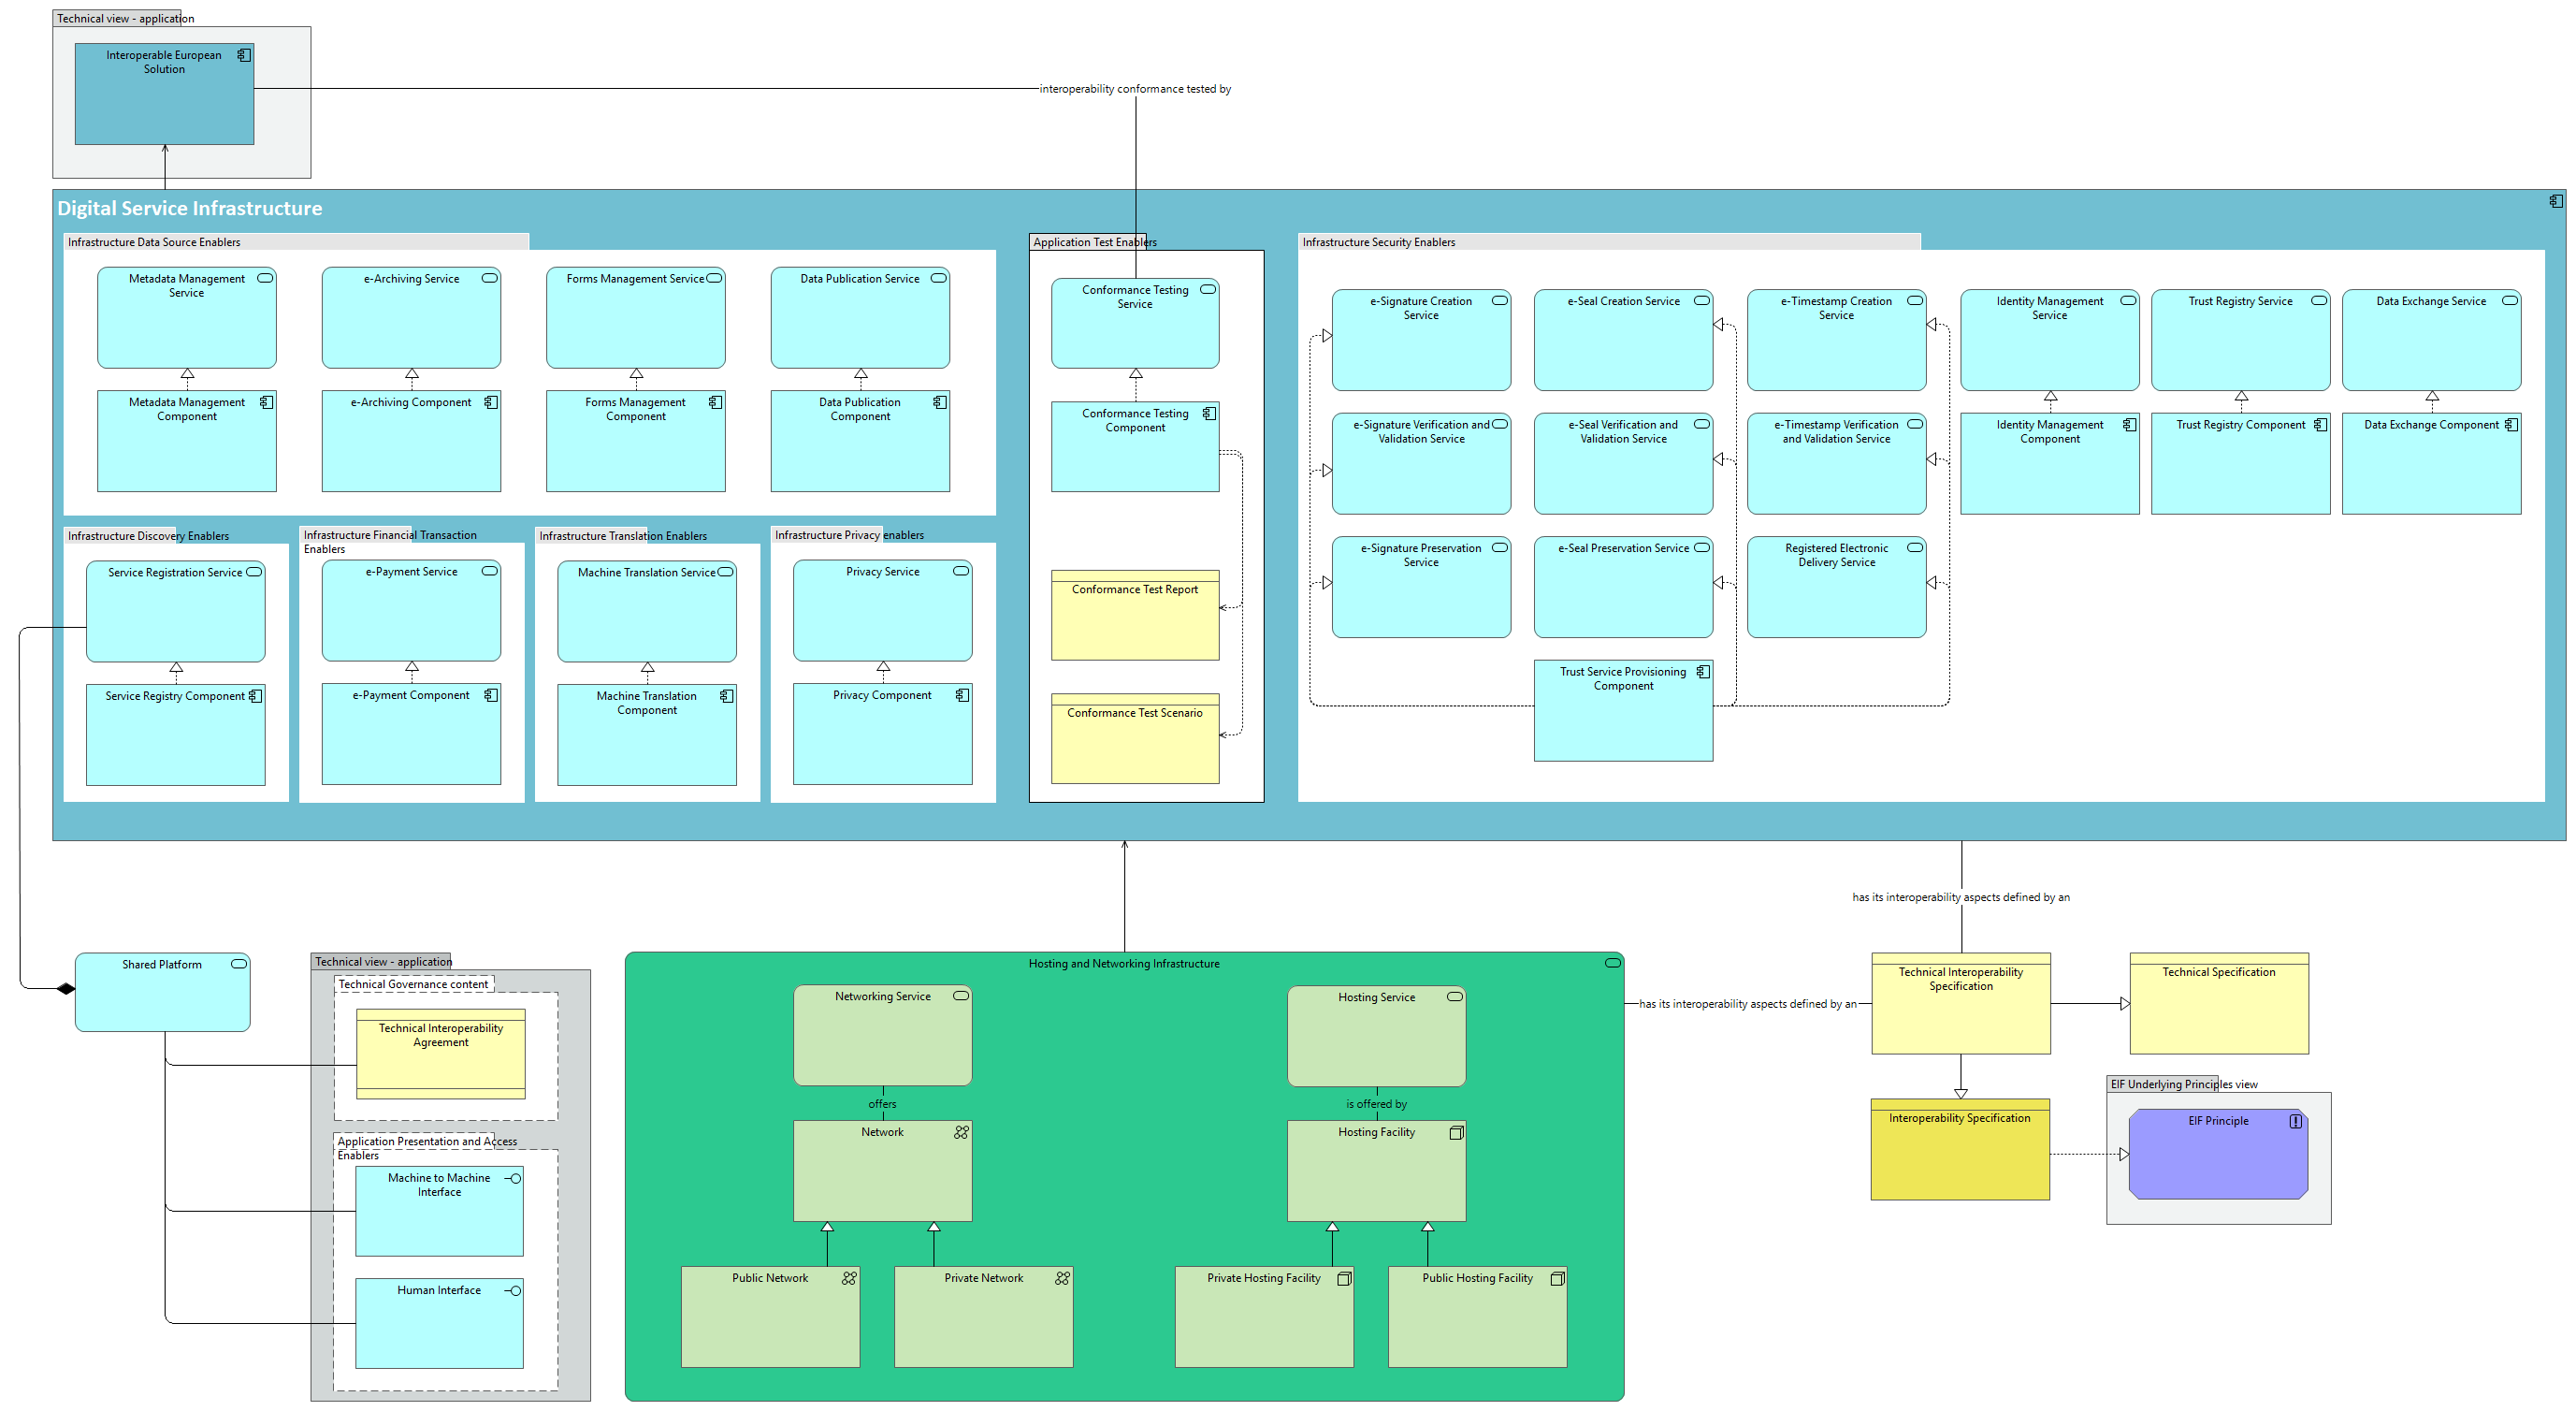 Technical view - application
Interoperable European
Solution
interoperability conformance tested by
Digital Service Infrastructure
Infrastructure Data Source Enablers
Metadata Management
Service
e-Archiving Service
Forms Management Service
Data Publication Service
Metadata Management
Component
e-Archiving Component
Forms Management
Component
Data Publication
Component
Infrastructure Discovery Enablers
Service Registration Service
Service Registry Component
Infrastructure Financial Transaction
Enablers
e-Payment Service
e-Payment Component
Infrastructure Translation Enablers
Machine Translation Service
Machine Translation
Component
Infrastructure Privacy enablers
Privacy Service
Privacy Component
Application Test Enablers
Conformance Testing
Service
Conformance Testing
Component
Conformance Test Report
Conformance Test Scenario
Infrastructure Security Enablers
e-Signature Creation
Service
e-Seal Creation Service
e-Timestamp Creation
Service
Identity Management
Service
Trust Registry Service
Data Exchange Service
e-Signature Verification and
Validation Service
e-Seal Verification and
Validation Service
e-Timestamp Verification
and Validation Service
Identity Management
Component
Trust Registry Component
Data Exchange Component
e-Signature Preservation
Service
e-Seal Preservation Service
Registered Electronic
Delivery Service
Trust Service Provisioning
Component
has its interoperability aspects defined by an
Shared Platform
Technical view - application
Technical Governance content
Technical Interoperability
Agreement
Application Presentation and Access
Enablers
Machine to Machine
Interface
Human Interface
Hosting and Networking Infrastructure
Networking Service
Hosting Service
offers
is offered by
Network
Hosting Facility
Public Network
Private Network
Private Hosting Facility
Public Hosting Facility
has its interoperability aspects defined by an
Technical Interoperability
Specification
Technical Specification
Interoperability Specification
EIF Underlying Principles view
EIF Principle